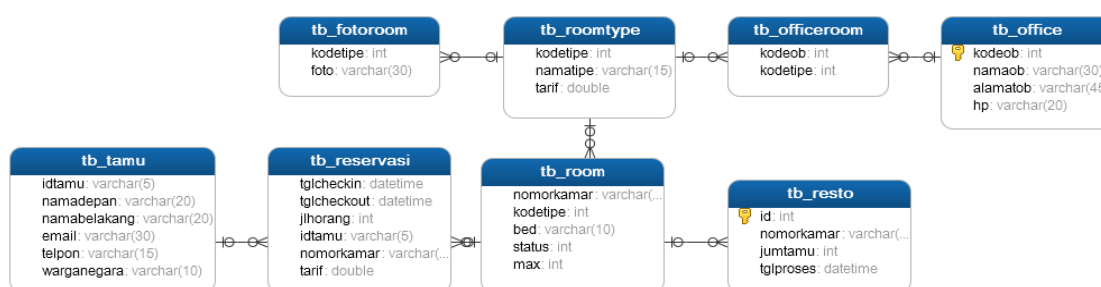 tb_fotoroom
kodetipe: int
foto: varchar(30)
tb_roomtype
kodetipe: int
namatipe: varchar(15)
tarif: double
tb_officeroom
kodeob: int
kodetipe: int
tb_office
kodeob: int
namaob: varchar(30)
alamatob: varchar(45
hp: varchar(20)
tb_tamu
idtamu: varchar(5)
namadepan: varchar(20)
namabelakang: varchar(20)
email: varchar(30)
telpon: varchar(15)
warganegara: varchar(10)
tb_reservasi
tglcheckin: datetime
tglcheckout: datetime
jlhorang: int
idtamu: varchar(5)
nomorkamar: varchar(...
tarif: double
tb_room
nomorkamar: varchar(...
kodetipe: int
bed: varchar(10)
status: int
max: int
tb_resto
id: int
nomorkamar: varchar(...
jumtamu: int
tglproses: datetime